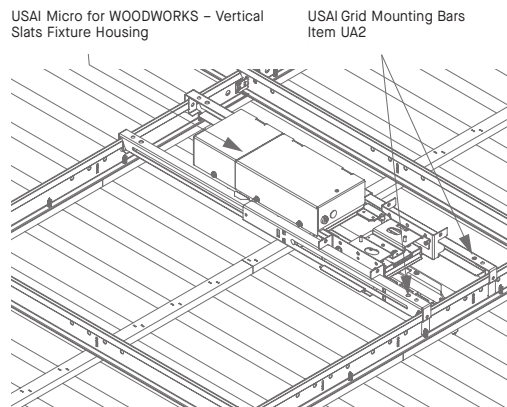 USAI Micro for WOODWORKS – Vertical
Slats Fixture Housing
USAI Grid Mounting Bars
Item UA2